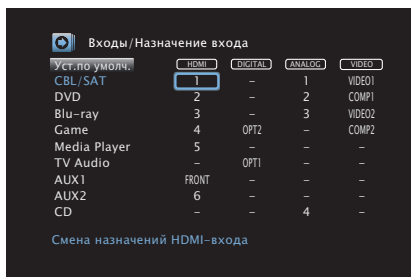 Входы/Назначение входа
Уст.по умолч. HDMI DIGITAL ANALOG VIDEO
CBL/SAT 1 – 1 VIDEO1
DVD 2 – 2 COMP1
Blu-ray 3 – 3 VIDEO2
Game 4 OPT2 – COMP2
Media Player 5 – – –
TV Audio – OPT1 – –
AUX1 FRONT – – –
AUX2 6 – – –
CD – – 4 –
Смена назначений HDMI-входа